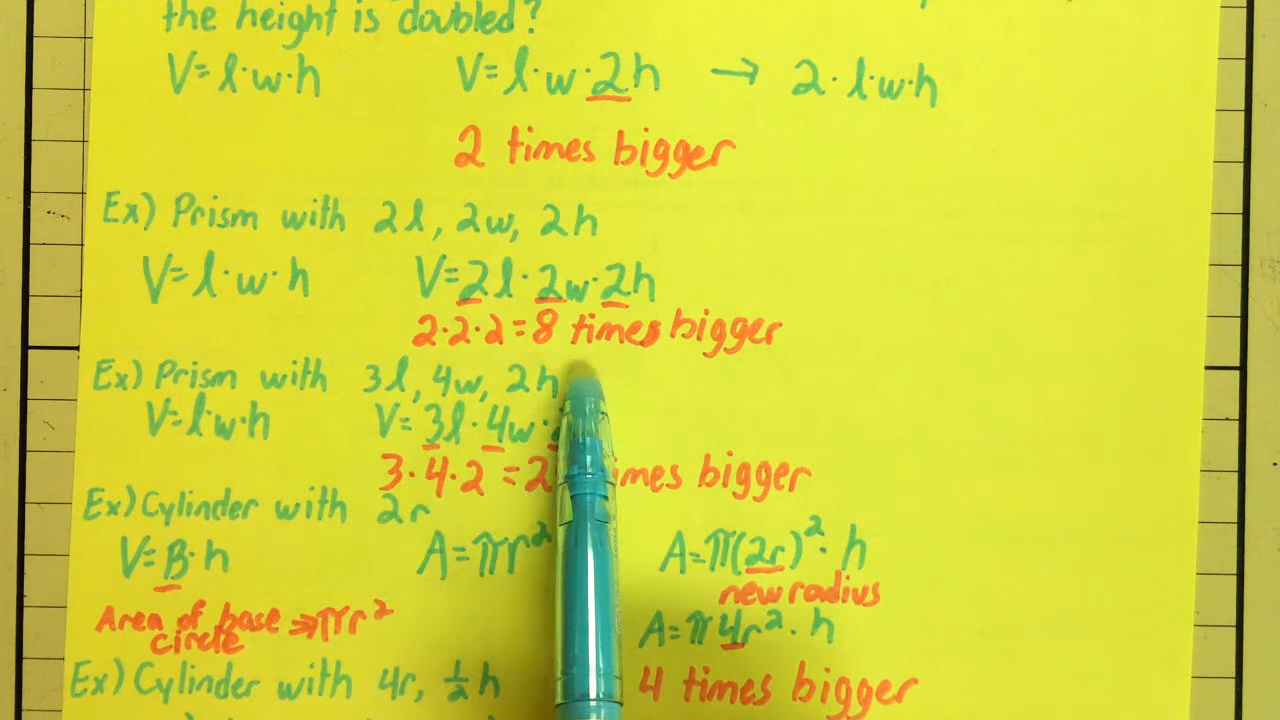 the height is doubled?
V=l·w·h V=l·w·2h → 2·l·w·h
2 times bigger
Ex) Prism with 2l, 2w, 2h
V=l·w·h V=2l·2w·2h
2·2·2=8 times bigger
Ex) Prism with 3l, 4w, 2h
V=l·w·h V=3l·4w·
3·4·2=2 bigger
Ex) Cylinder with 2r
V=B·h A=πr² A=π(2r)²·h
new radius
Area of base ⇒πr²
circle
A=π4r²·h
Ex) Cylinder with 4r, ½h 4 times bigger